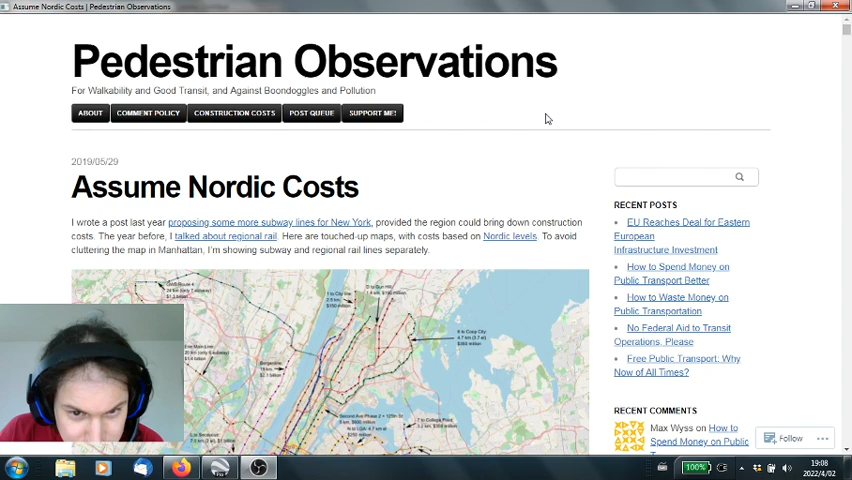 Assume Nordic Costs | Pedestrian Observations
Pedestrian Observations
For Walkability and Good Transit, and Against Boondoggles and Pollution
ABOUT
COMMENT POLICY
CONSTRUCTION COSTS
POST QUEUE
SUPPORT ME!
2019/05/29
Assume Nordic Costs
I wrote a post last year proposing some more subway lines for New York, provided the region could bring down construction
costs. The year before, I talked about regional rail. Here are touched-up maps, with costs based on Nordic levels. To avoid
cluttering the map in Manhattan, I'm showing subway and regional rail lines separately.
RECENT POSTS
EU Reaches Deal for Eastern
European
Infrastructure Investment
How to Spend Money on
Public Transport Better
How to Waste Money on
Public Transportation
No Federal Aid to Transit
Operations, Please
Free Public Transport: Why
Now of All Times?
RECENT COMMENTS
Max Wyss on How to
Spend Money on Public
Follow
100%
19:08
2022/4/02